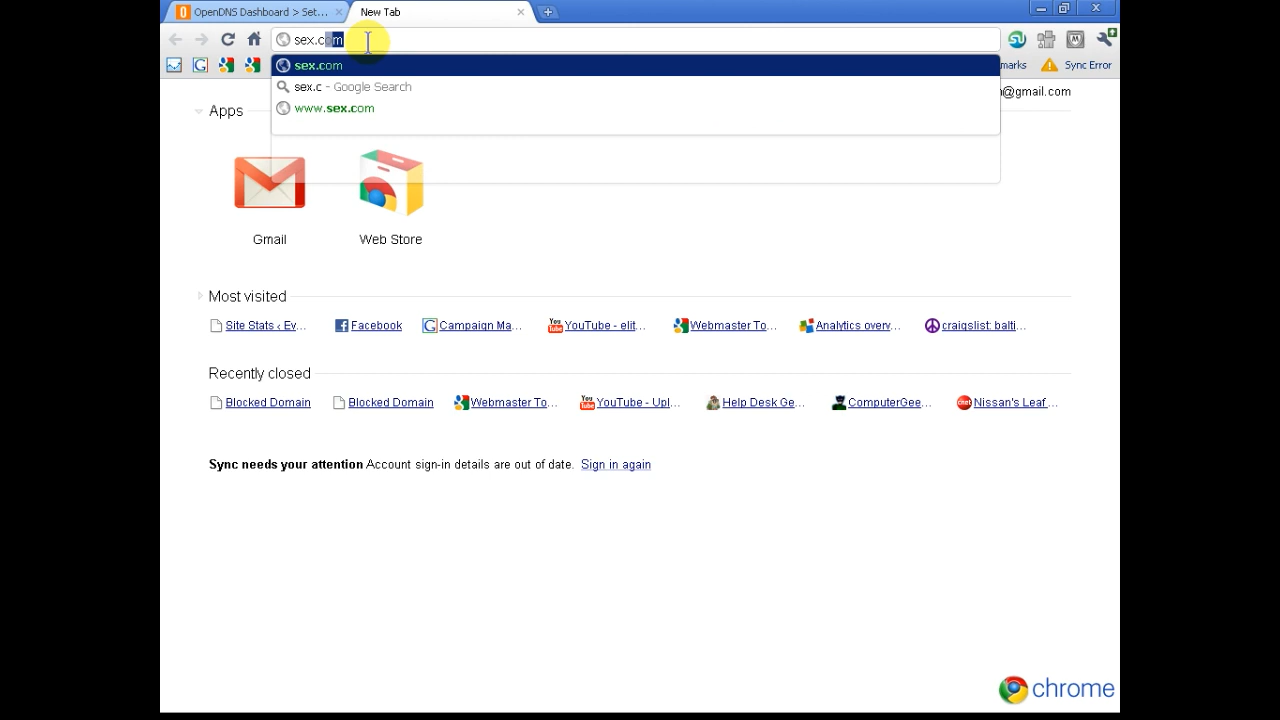 OpenDNS Dashboard > Set...
New Tab
sex.com
sex.com
marks
Sync Error
sex.c - Google Search
@gmail.com
www.sex.com
Apps
Gmail
Web Store
Most visited
Site Stats ‹ Ev...
Facebook
Campaign Ma...
YouTube - elit...
Webmaster To...
Analytics overv...
craigslist: balti...
Recently closed
Blocked Domain
Blocked Domain
Webmaster To...
YouTube - Upl...
Help Desk Ge...
ComputerGee...
Nissan's Leaf ...
Sync needs your attention Account sign-in details are out of date. Sign in again
chrome